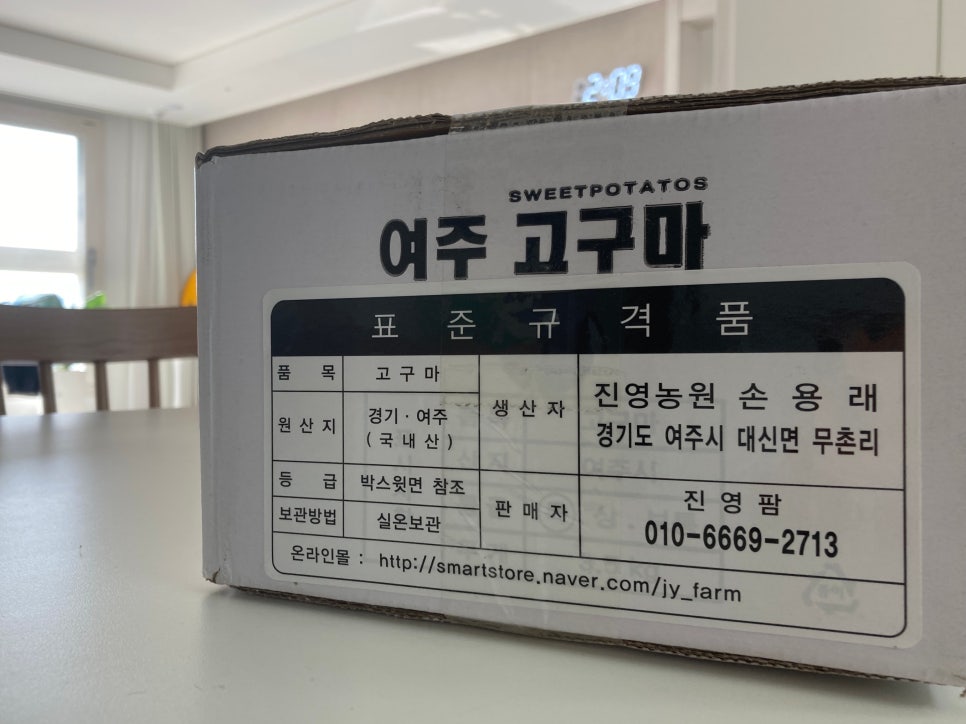 2:09
SWEETPOTATOS
여주 고구마
표준규격품
품목 고구마
원산지 경기·여주
(국내산)
등급 박스윗면 참조
보관방법 실온보관
생산자 진영농원 손용래
경기도 여주시 대신면 무촌리
판매자 진영팜
010-6669-2713
온라인몰 : http://smartstore.naver.com/jy_farm